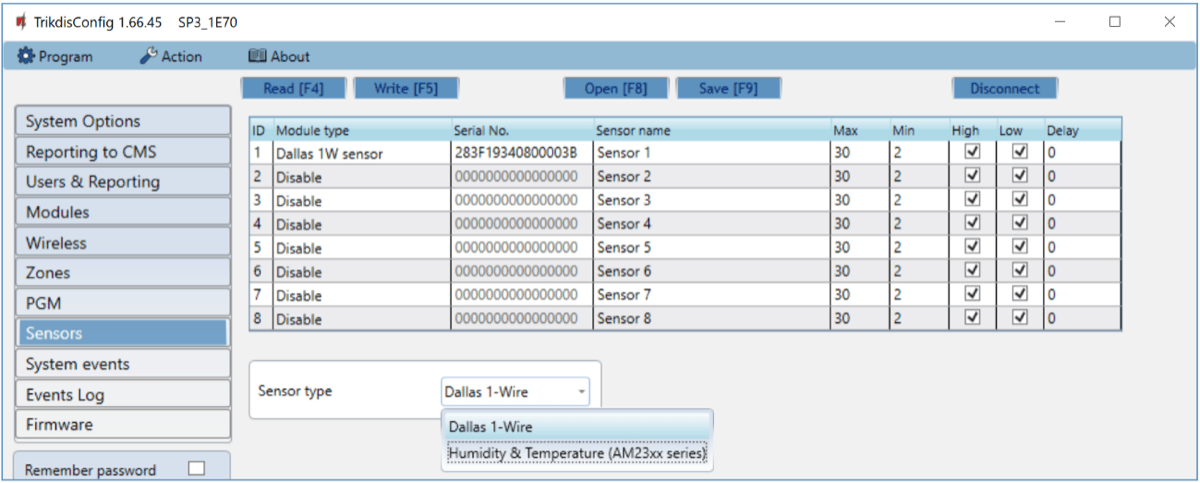 TrikdisConfig 1.66.45 SP3_1E70
Program Action About
Read [F4] Write [F5] Open [F8] Save [F9] Disconnect
System Options
Reporting to CMS
Users & Reporting
Modules
Wireless
Zones
PGM
Sensors
System events
Events Log
Firmware
Remember password
ID Module type Serial No. Sensor name Max Min High Low Delay
1 Dallas 1W sensor 283F19340800003B Sensor 1 30 2 0
2 Disable 0000000000000000 Sensor 2 30 2 0
3 Disable 0000000000000000 Sensor 3 30 2 0
4 Disable 0000000000000000 Sensor 4 30 2 0
5 Disable 0000000000000000 Sensor 5 30 2 0
6 Disable 0000000000000000 Sensor 6 30 2 0
7 Disable 0000000000000000 Sensor 7 30 2 0
8 Disable 0000000000000000 Sensor 8 30 2 0
Sensor type Dallas 1-Wire
Dallas 1-Wire
Humidity & Temperature (AM23xx series)